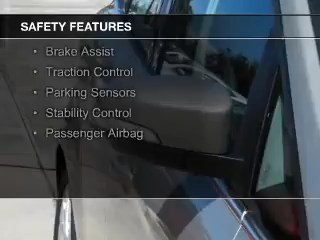 SAFETY FEATURES
• Brake Assist
• Traction Control
• Parking Sensors
• Stability Control
• Passenger Airbag